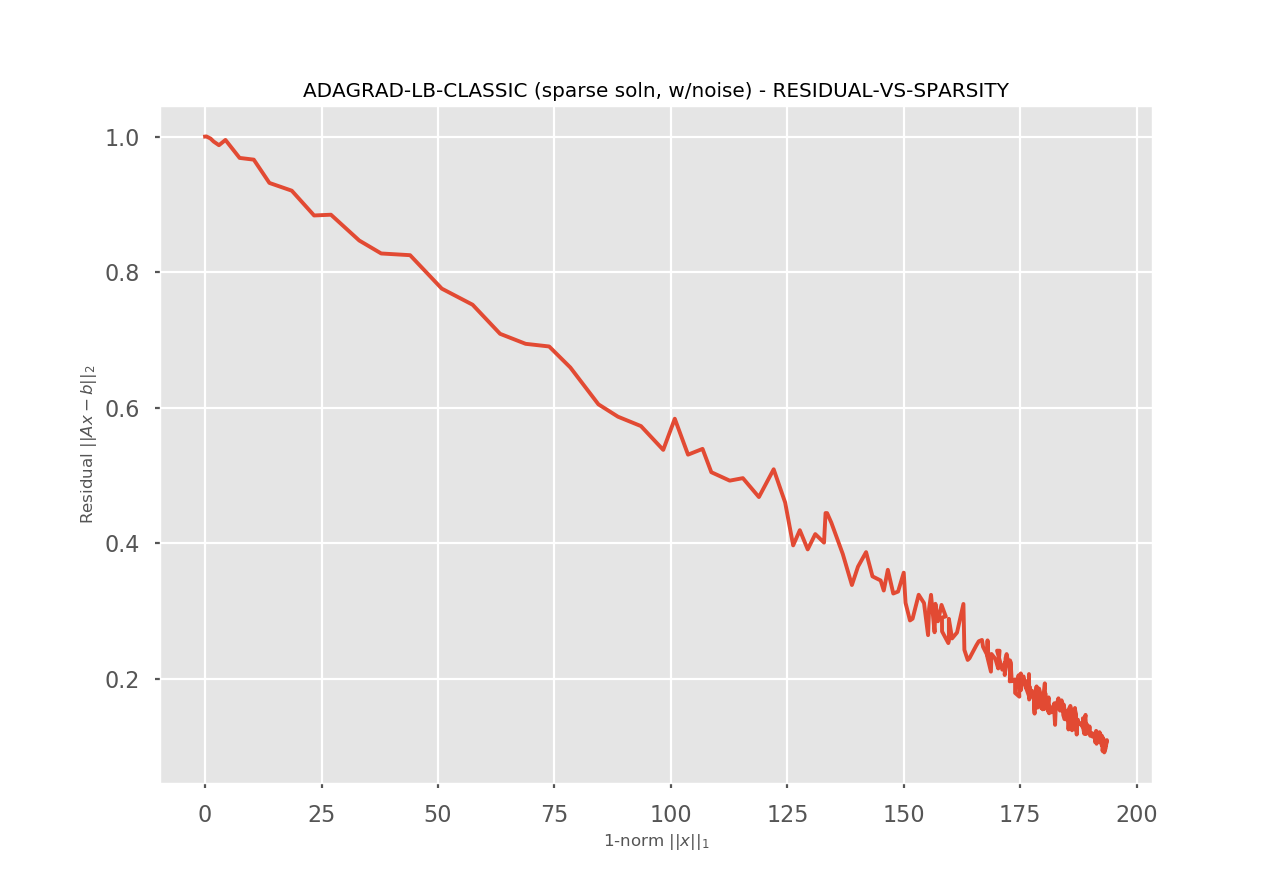 ADAGRAD-LB-CLASSIC (sparse soln, w/noise) - RESIDUAL-VS-SPARSITY
1.0
0.8
0.6
0.4
0.2
Residual ||Ax − b||₂
0 25 50 75 100 125 150 175 200
1-norm ||x||₁